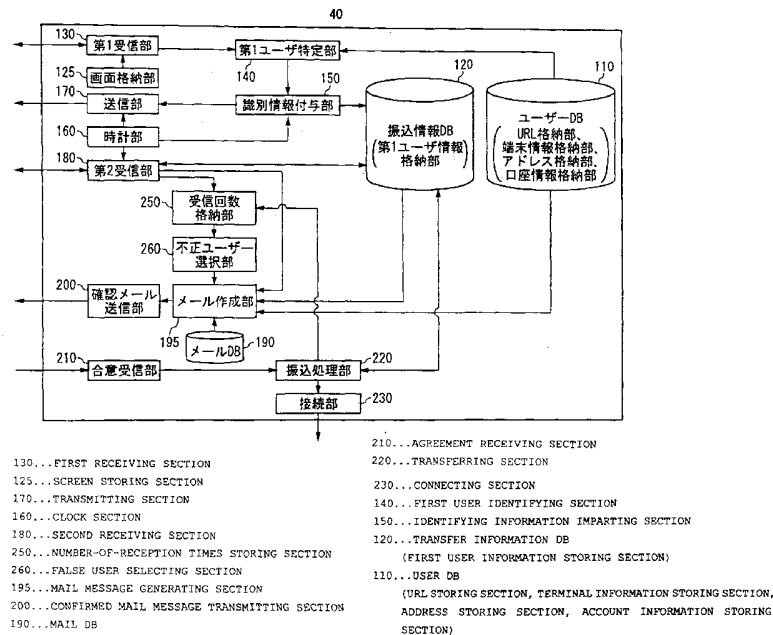 40
130
第1受信部
第1ユーザ特定部
125
画面格納部
140
150
120
110
170
送信部
識別情報付与部
160
時計部
振込情報DB
(第1ユーザ情報
格納部)
ユーザーDB
(URL格納部、
端末情報格納部、
アドレス格納部、
口座情報格納部)
180
第2受信部
250
受信回数
格納部
260
不正ユーザー
選択部
200
確認メール
送信部
メール作成部
195
メールDB
190
210
合意受信部
振込処理部
220
接続部
230
130...FIRST RECEIVING SECTION
125...SCREEN STORING SECTION
170...TRANSMITTING SECTION
160...CLOCK SECTION
180...SECOND RECEIVING SECTION
250...NUMBER-OF-RECEPTION TIMES STORING SECTION
260...FALSE USER SELECTING SECTION
195...MAIL MESSAGE GENERATING SECTION
200...CONFIRMED MAIL MESSAGE TRANSMITTING SECTION
190...MAIL DB
210...AGREEMENT RECEIVING SECTION
220...TRANSFERRING SECTION
230...CONNECTING SECTION
140...FIRST USER IDENTIFYING SECTION
150...IDENTIFYING INFORMATION IMPARTING SECTION
120...TRANSFER INFORMATION DB
(FIRST USER INFORMATION STORING SECTION)
110...USER DB
(URL STORING SECTION, TERMINAL INFORMATION STORING SECTION,
ADDRESS STORING SECTION, ACCOUNT INFORMATION STORING
SECTION)